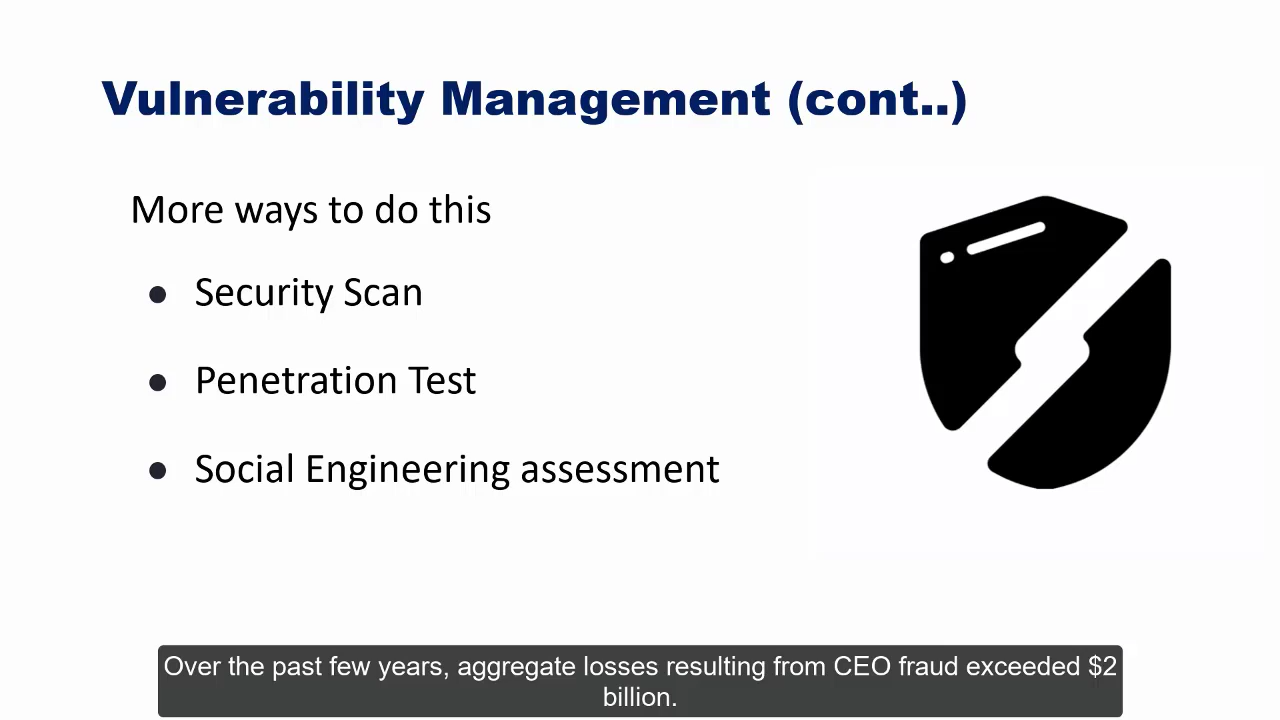 Vulnerability Management (cont..)
More ways to do this
● Security Scan
● Penetration Test
● Social Engineering assessment
Over the past few years, aggregate losses resulting from CEO fraud exceeded $2
billion.